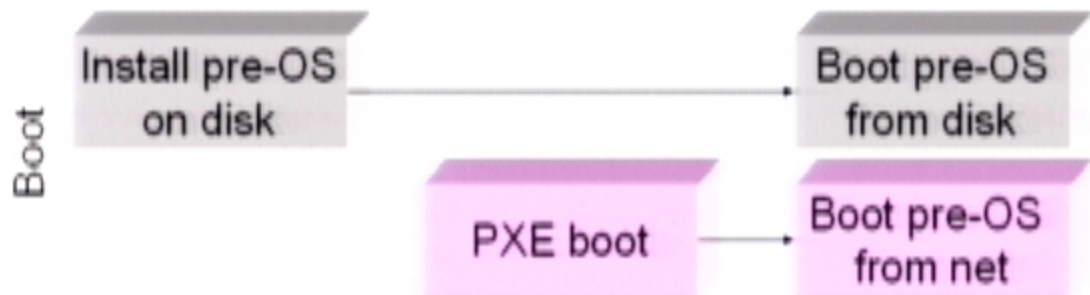 Boot
Install pre-OS
on disk
Boot pre-OS
from disk
PXE boot
Boot pre-OS
from net